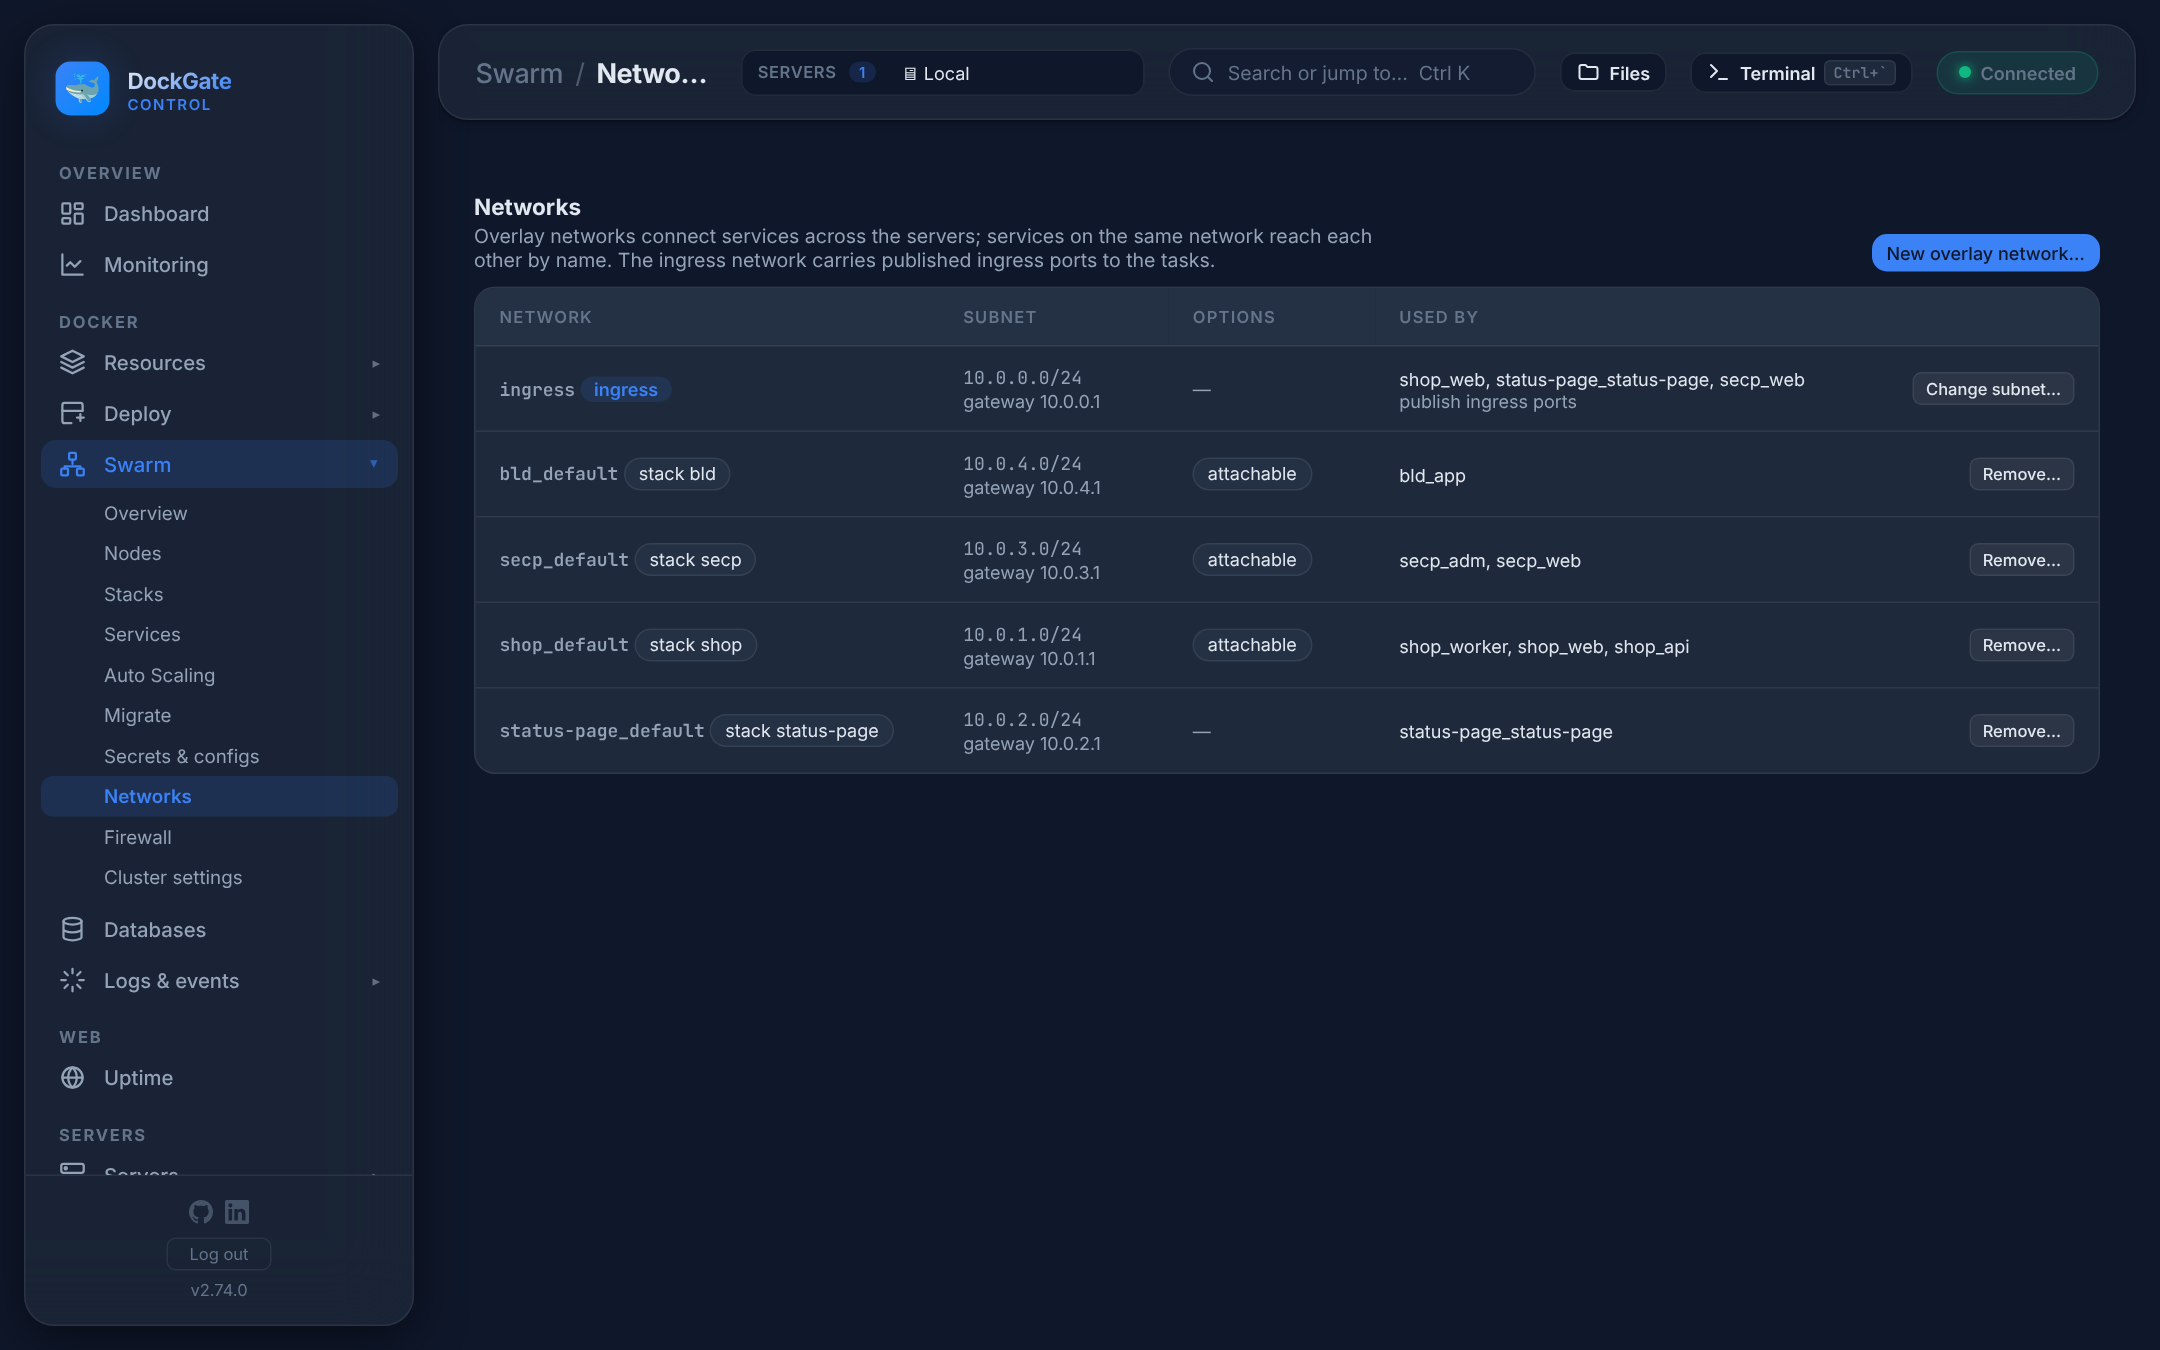 DockGate
CONTROL
OVERVIEW
Dashboard
Monitoring
DOCKER
Resources
Deploy
Swarm
Overview
Nodes
Stacks
Services
Auto Scaling
Migrate
Secrets & configs
Networks
Firewall
Cluster settings
Databases
Logs & events
WEB
Uptime
SERVERS
Servers
Log out
v2.74.0
Swarm / Netwo... SERVERS 1 Local Search or jump to... Ctrl K Files Terminal Ctrl+` Connected
Networks
Overlay networks connect services across the servers; services on the same network reach each
other by name. The ingress network carries published ingress ports to the tasks.
New overlay network...
NETWORK SUBNET OPTIONS USED BY
ingress ingress 10.0.0.0/24 gateway 10.0.0.1 — shop_web, status-page_status-page, secp_web publish ingress ports Change subnet...
bld_default stack bld 10.0.4.0/24 gateway 10.0.4.1 attachable bld_app Remove...
secp_default stack secp 10.0.3.0/24 gateway 10.0.3.1 attachable secp_adm, secp_web Remove...
shop_default stack shop 10.0.1.0/24 gateway 10.0.1.1 attachable shop_worker, shop_web, shop_api Remove...
status-page_default stack status-page 10.0.2.0/24 gateway 10.0.2.1 — status-page_status-page Remove...